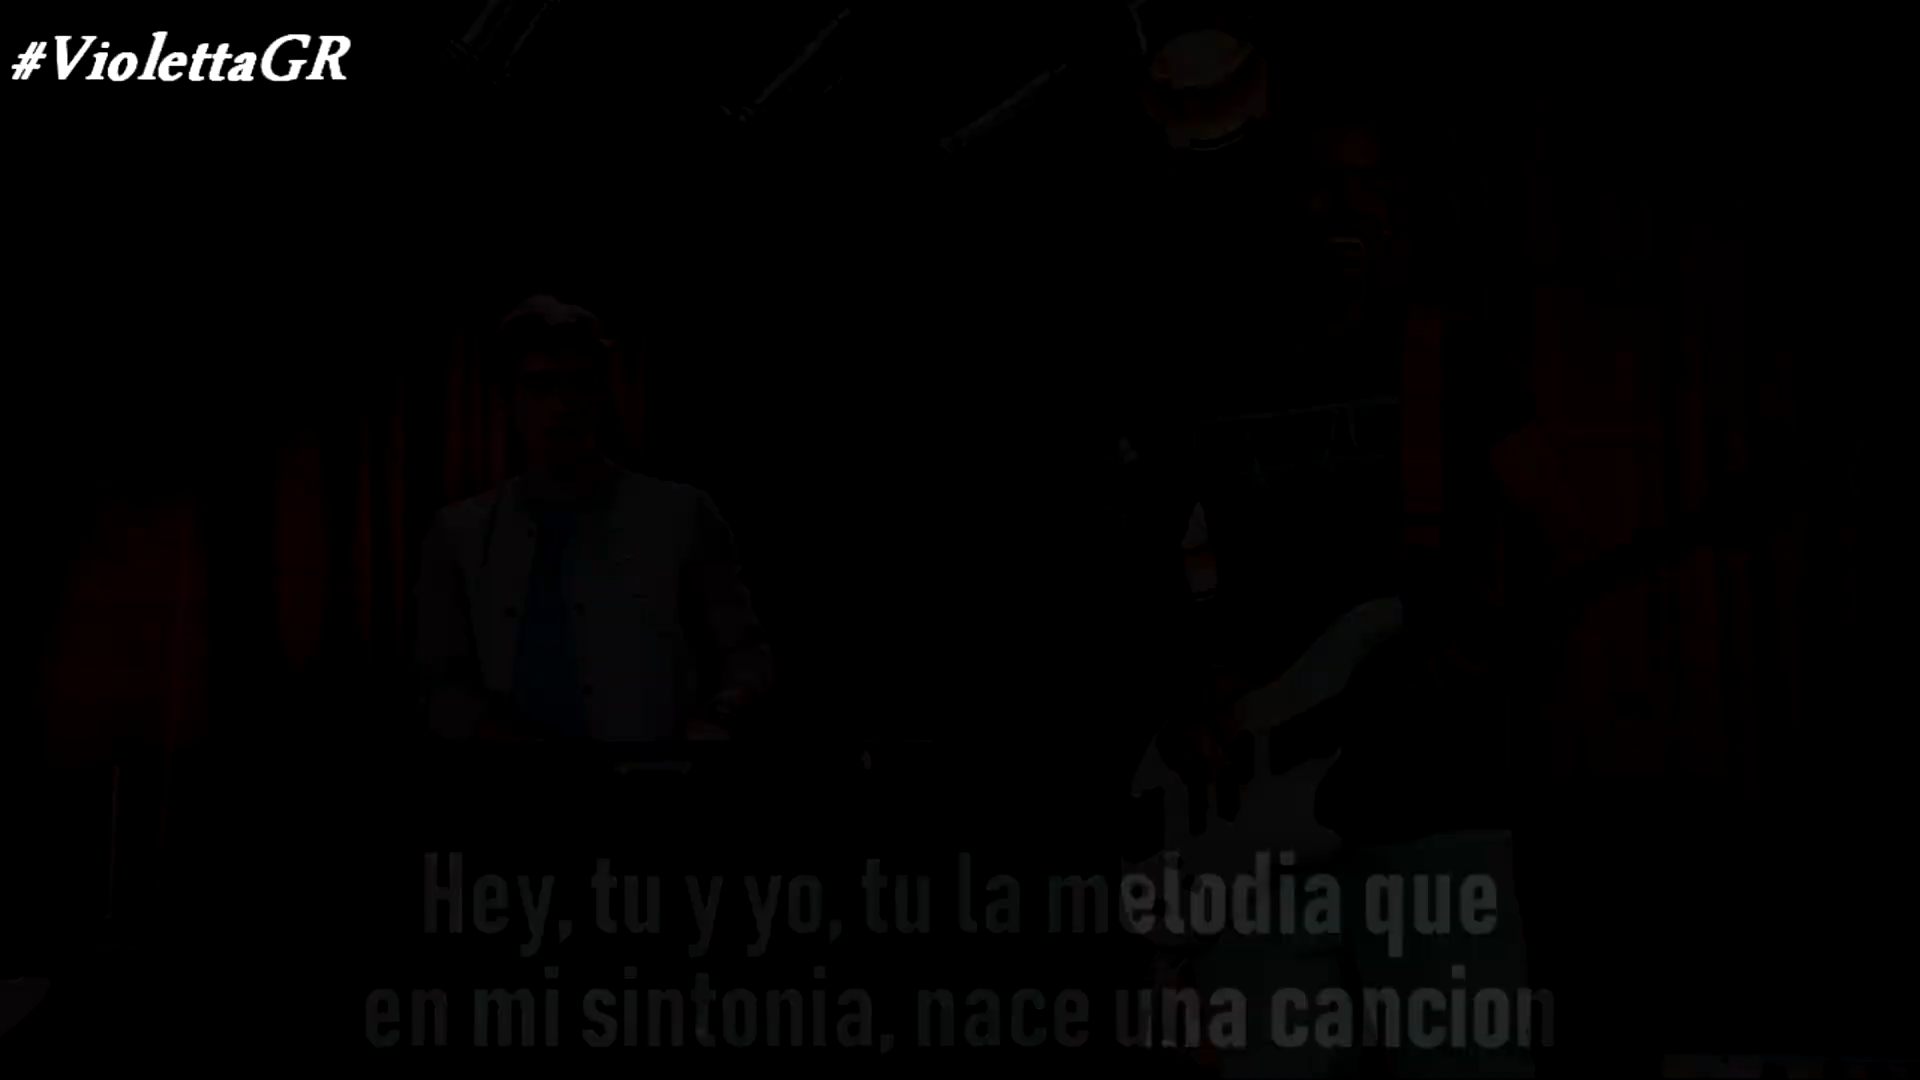 #ViolettaGR
Hey, tu y yo, tu la melodia que
en mi sintonia, nace una cancion